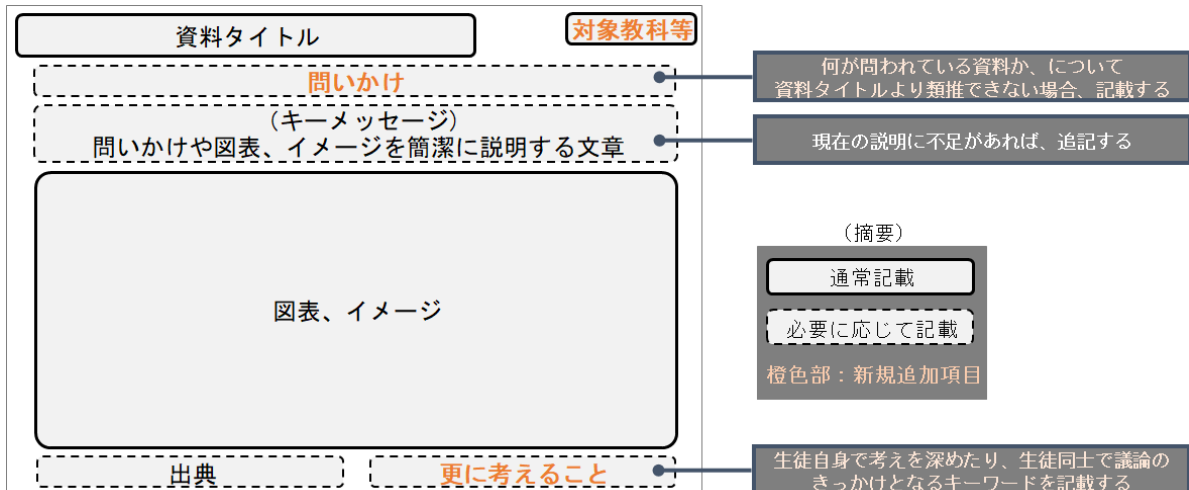 資料タイトル
対象教科等
問いかけ
（キーメッセージ）
問いかけや図表、イメージを簡潔に説明する文章
図表、イメージ
出典
更に考えること
何が問われている資料か、について
資料タイトルより類推できない場合、記載する
現在の説明に不足があれば、追記する
（摘要）
通常記載
必要に応じて記載
橙色部：新規追加項目
生徒自身で考えを深めたり、生徒同士で議論の
きっかけとなるキーワードを記載する